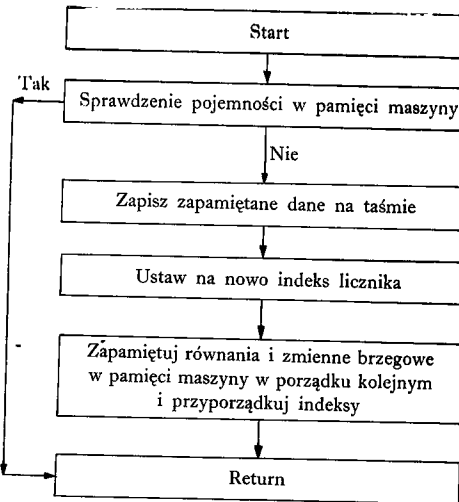 Start
Tak
Sprawdzenie pojemności w pamięci maszyny
Nie
Zapisz zapamiętane dane na taśmie
Ustaw na nowo indeks licznika
Zapamiętuj równania i zmienne brzegowe
w pamięci maszyny w porządku kolejnym
i przyporządkuj indeksy
Return